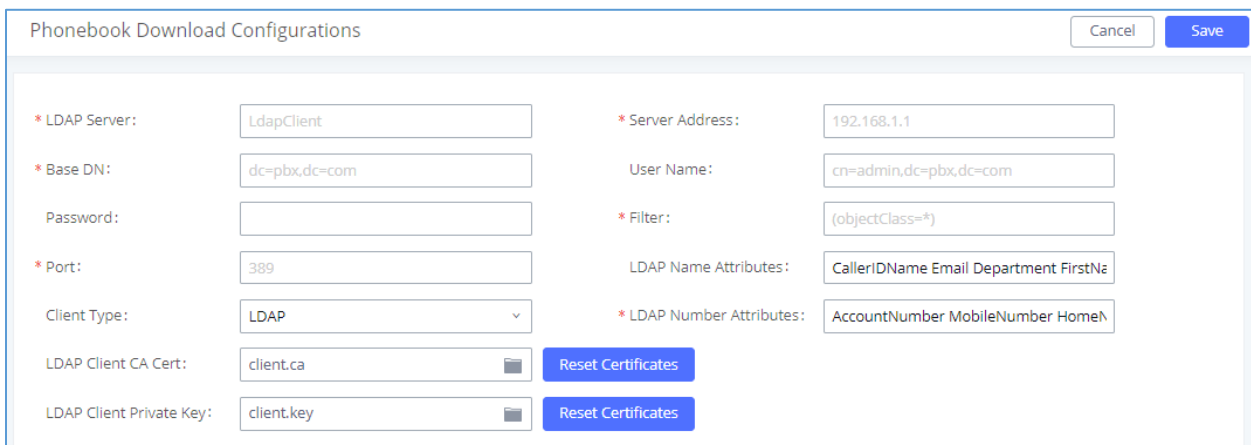 Phonebook Download Configurations Cancel Save
* LDAP Server: LdapClient * Server Address: 192.168.1.1
* Base DN: dc=pbx,dc=com User Name: cn=admin,dc=pbx,dc=com
Password: * Filter: (objectClass=*)
* Port: 389 LDAP Name Attributes: CallerIDName Email Department FirstNa
Client Type: LDAP * LDAP Number Attributes: AccountNumber MobileNumber HomeN
LDAP Client CA Cert: client.ca Reset Certificates
LDAP Client Private Key: client.key Reset Certificates